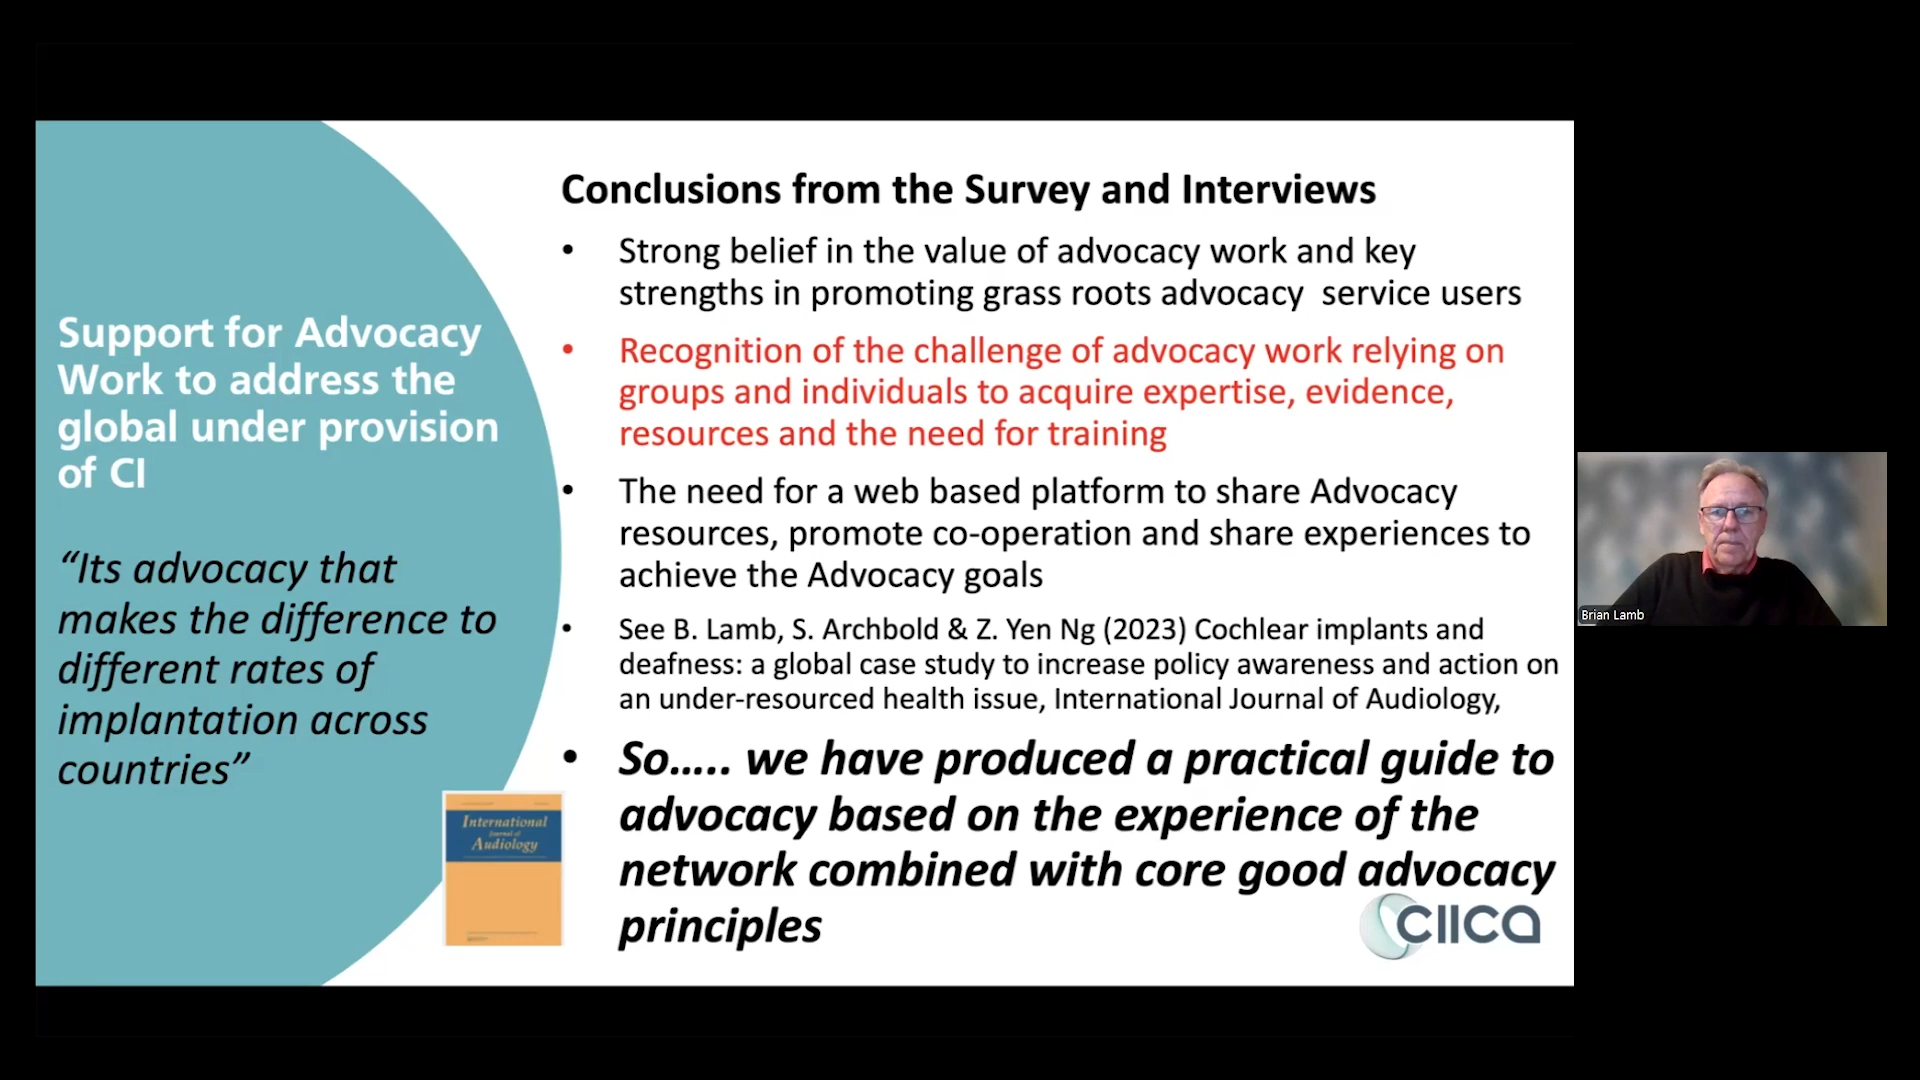 Support for Advocacy
Work to address the
global under provision
of CI
“Its advocacy that
makes the difference to
different rates of
implantation across
countries”
International
Journal of
Audiology
Conclusions from the Survey and Interviews
• Strong belief in the value of advocacy work and key
strengths in promoting grass roots advocacy service users
• Recognition of the challenge of advocacy work relying on
groups and individuals to acquire expertise, evidence,
resources and the need for training
• The need for a web based platform to share Advocacy
resources, promote co-operation and share experiences to
achieve the Advocacy goals
• See B. Lamb, S. Archbold & Z. Yen Ng (2023) Cochlear implants and
deafness: a global case study to increase policy awareness and action on
an under-resourced health issue, International Journal of Audiology,
• So….. we have produced a practical guide to
advocacy based on the experience of the
network combined with core good advocacy
principles
CIICA
Brian Lamb